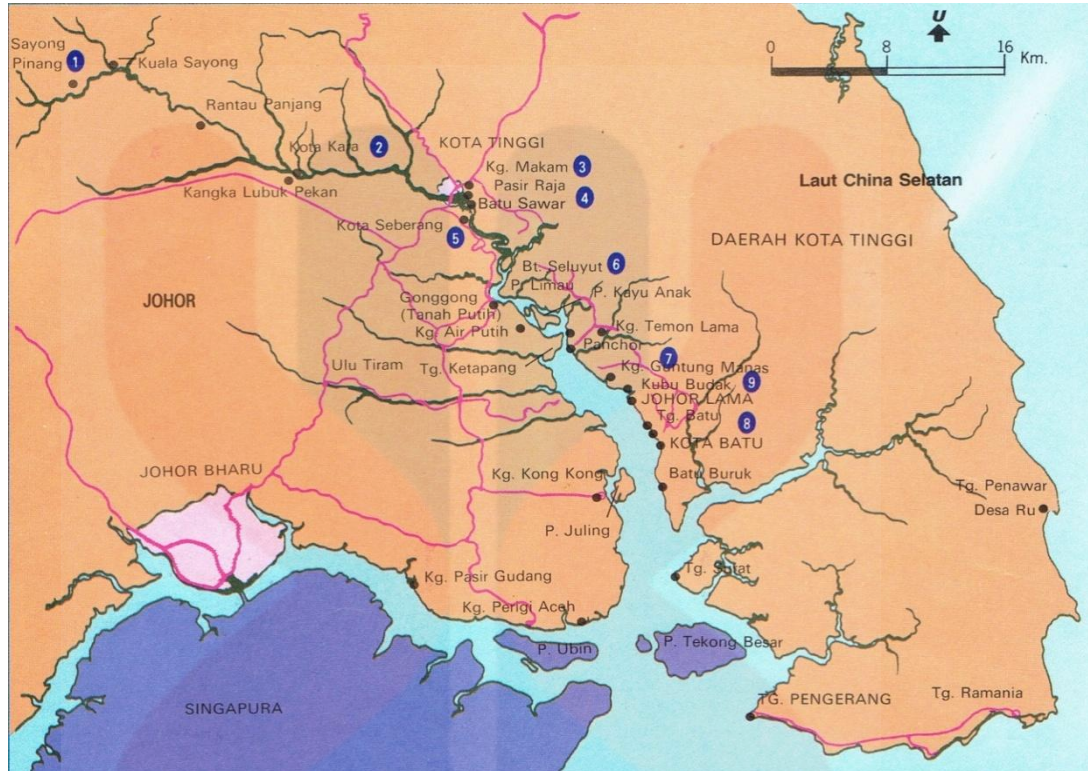 U
0 8 16
Km.
Sayong
Pinang 1
Kuala Sayong
Rantau Panjang
Kota Kara 2
KOTA TINGGI
Kg. Makam 3
Pasir Raja
4
Batu Sawar
Laut China Selatan
Kangka Lubuk Pekan
Kota Seberang
5
DAERAH KOTA TINGGI
Bt. Seluyut 6
P. Limau
P. Kayu Anak
JOHOR
Gonggong
(Tanah Putih)
Kg. Air Putih
Kg. Temon Lama
Panchor
7
Ulu Tiram
Tg. Ketapang
Kg. Guntung Manas
Kubu Budak
9
JOHOR LAMA
Tg. Batu
8
KOTA BATU
JOHOR BHARU
Kg. Kong Kong
Batu Buruk
Tg. Penawar
Desa Ru
P. Juling
Kg. Pasir Gudang
Tg. Surat
Kg. Perigi Aceh
P. Ubin
P. Tekong Besar
SINGAPURA
TG. PENGERANG
Tg. Ramania